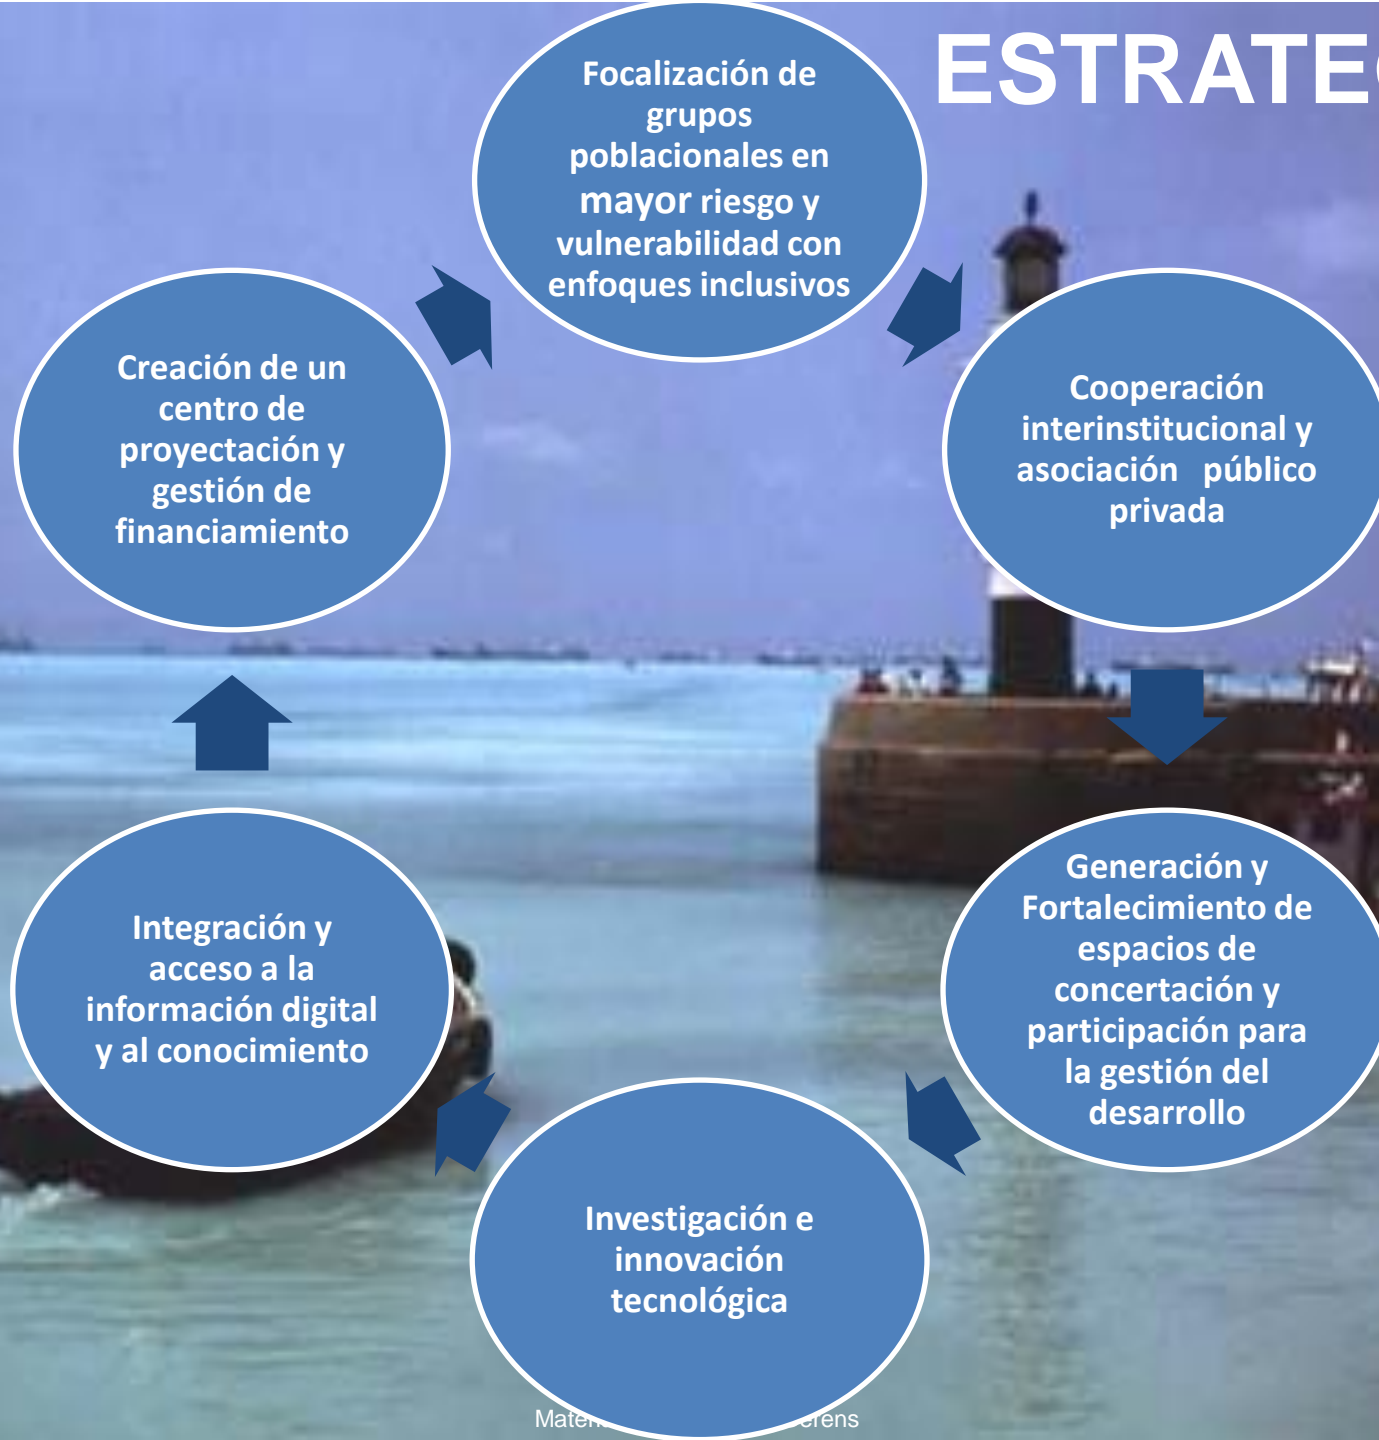 ESTRATEG
Focalización de
grupos
poblacionales en
mayor riesgo y
vulnerabilidad con
enfoques inclusivos
Cooperación
interinstitucional y
asociación   público
privada
Generación y
Fortalecimiento de
espacios de
concertación y
participación para
la gestión del
desarrollo
Investigación e
innovación
tecnológica
Integración y
acceso a la
información digital
y al conocimiento
Creación de un
centro de
proyectación y
gestión de
financiamiento